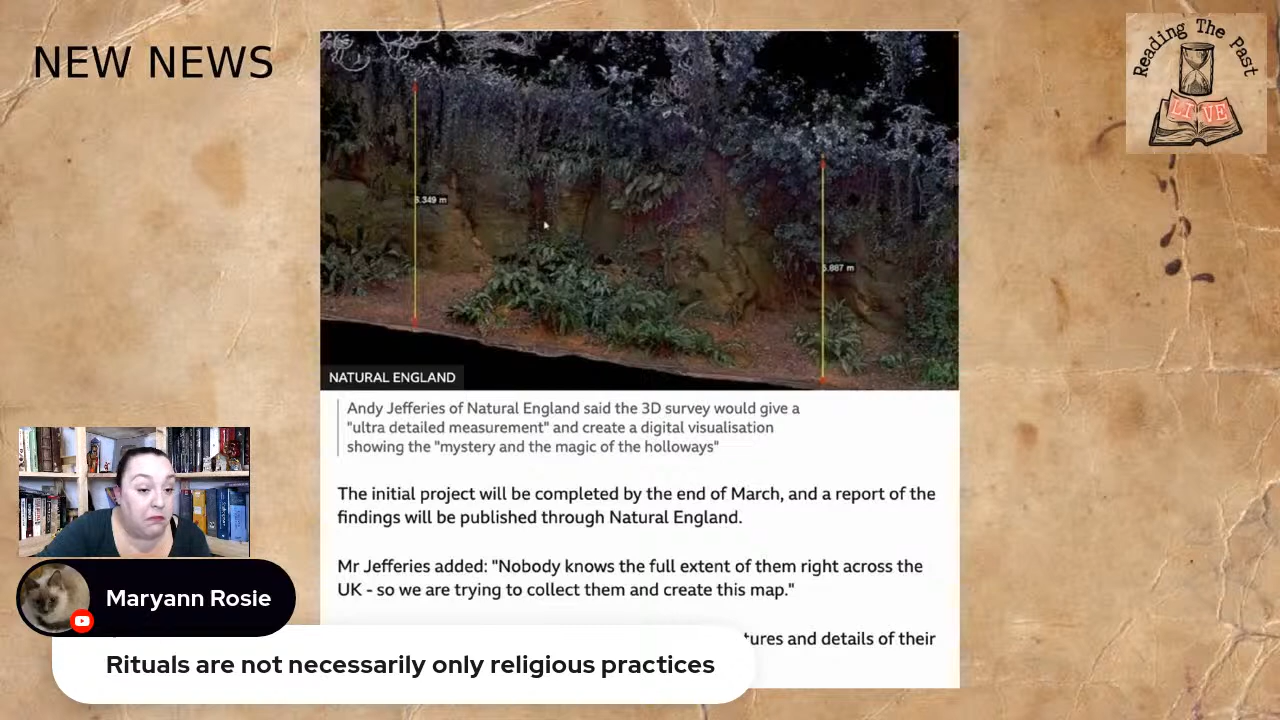 NEW NEWS
Reading The Past
LIVE
5.887 m
NATURAL ENGLAND
Andy Jefferies of Natural England said the 3D survey would give a
"ultra detailed measurement" and create a digital visualisation
showing the "mystery and the magic of the holloways"
The initial project will be completed by the end of March, and a report of the
findings will be published through Natural England.
Mr Jefferies added: "Nobody knows the full extent of them right across the
UK - so we are trying to collect them and create this map."
and details of their
Maryann Rosie
Rituals are not necessarily only religious practices